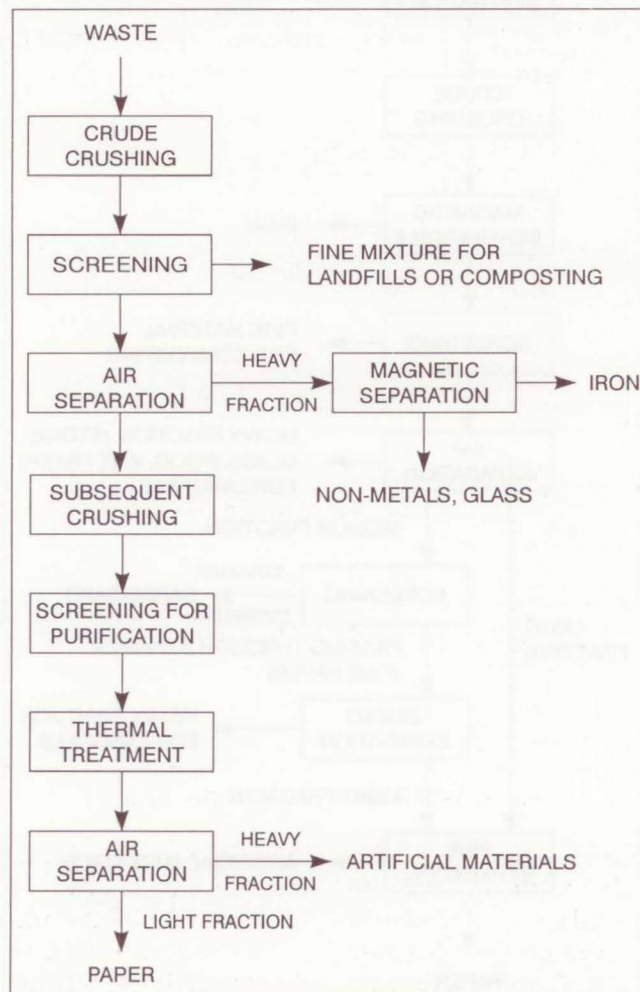 WASTE
CRUDE
CRUSHING
SCREENING
FINE MIXTURE FOR
LANDFILLS OR COMPOSTING
AIR
SEPARATION
HEAVY
FRACTION
MAGNETIC
SEPARATION
IRON
NON-METALS, GLASS
SUBSEQUENT
CRUSHING
SCREENING FOR
PURIFICATION
THERMAL
TREATMENT
AIR
SEPARATION
HEAVY
FRACTION
ARTIFICIAL MATERIALS
LIGHT FRACTION
PAPER